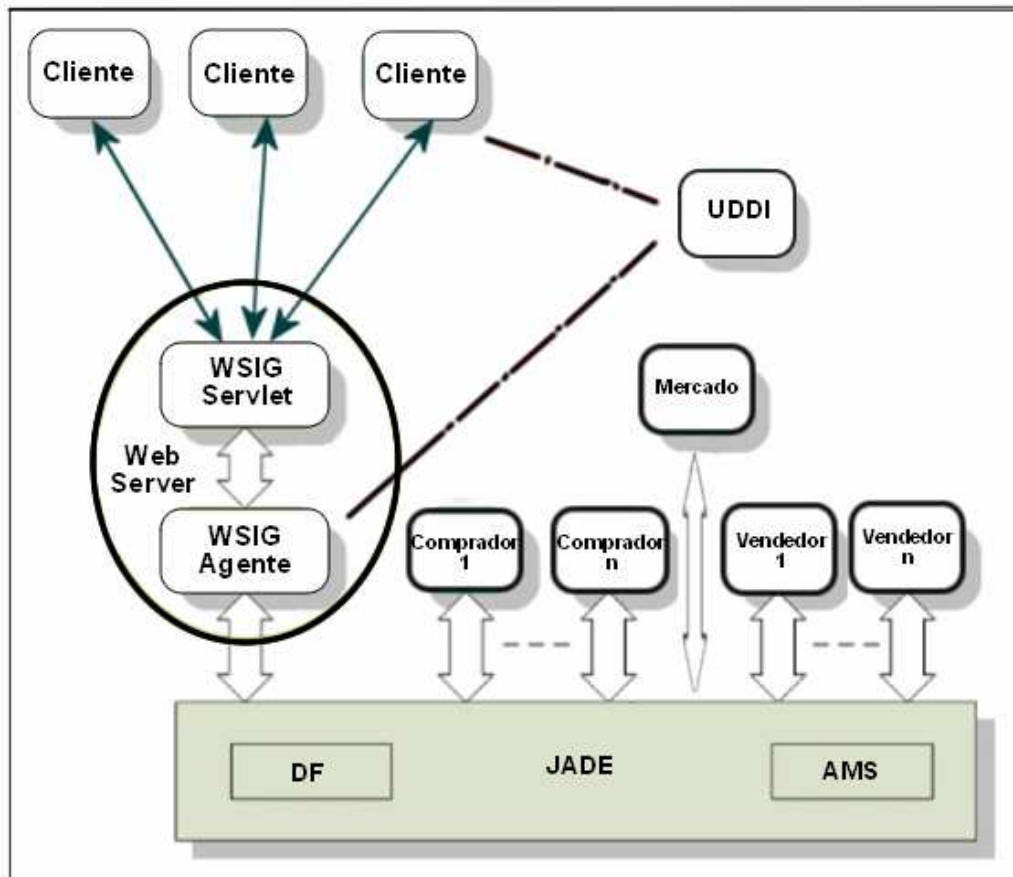 Cliente
Cliente
Cliente
UDDI
WSIG
Servlet
Mercado
Web
Server
WSIG
Agente
Comprador
1
Comprador
n
Vendedor
1
Vendedor
n
DF
JADE
AMS